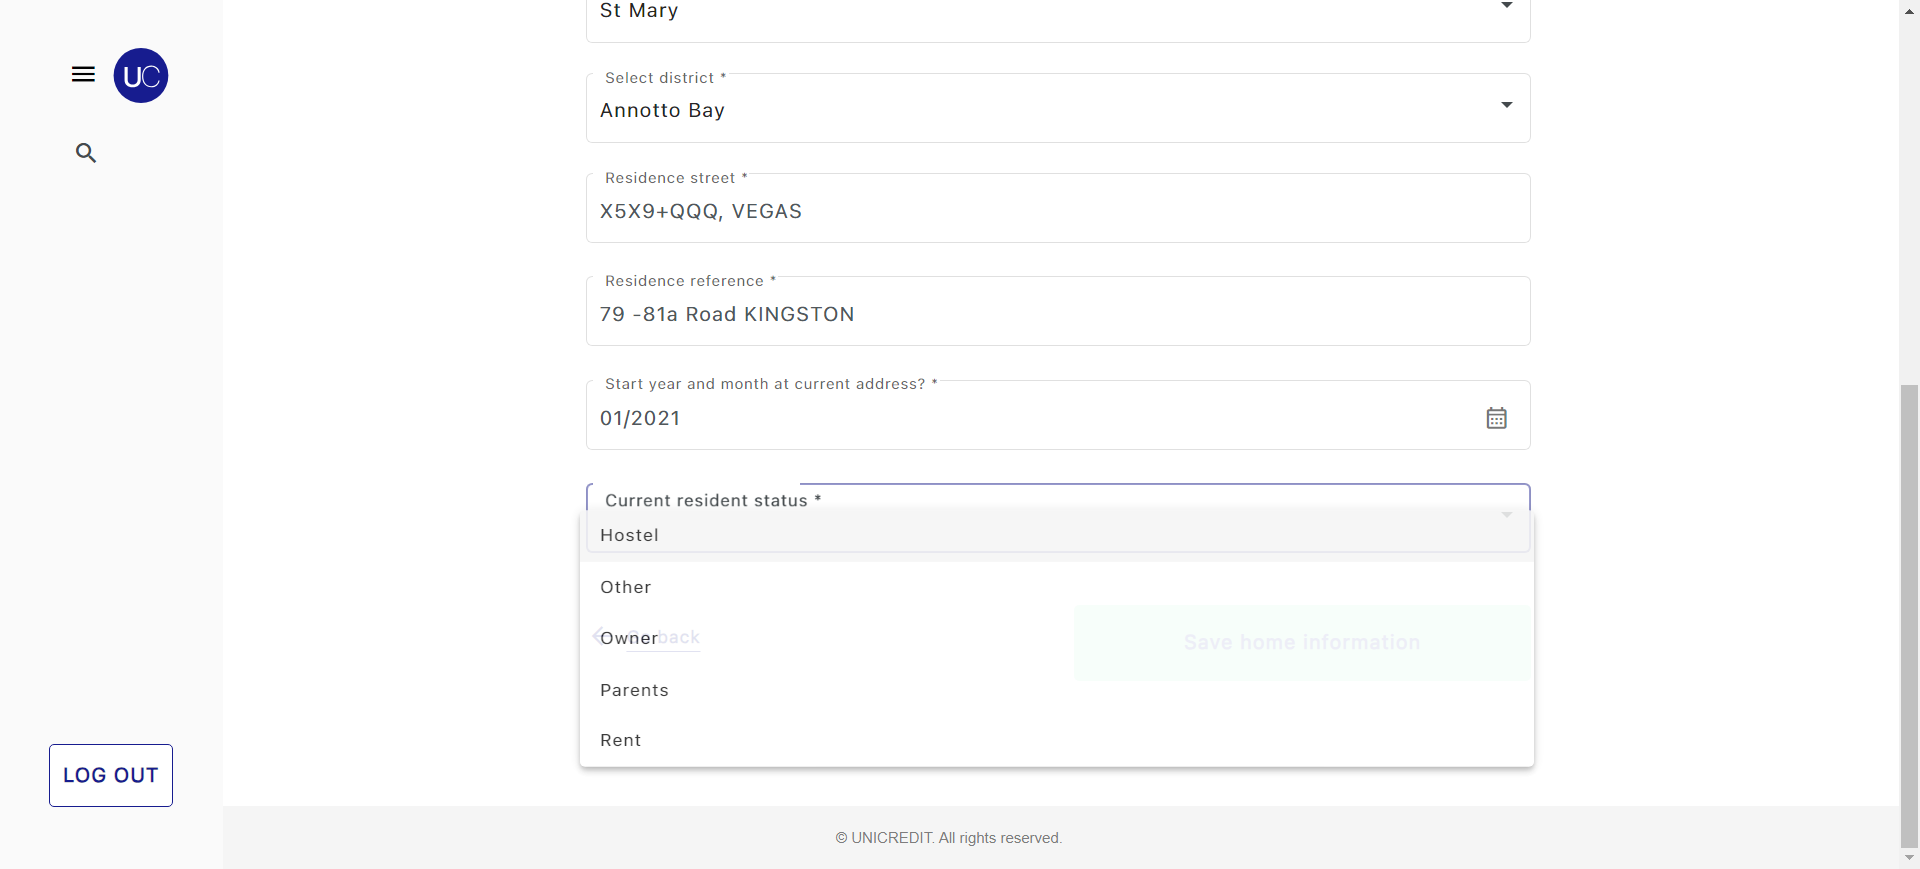 St Mary
UC
Select district *
Annotto Bay
Residence street *
X5X9+QQQ, VEGAS
Residence reference *
79 -81a Road KINGSTON
Start year and month at current address? *
01/2021
Current resident status *
Hostel
Other
Owner
Go back
Save home information
Parents
Rent
LOG OUT
© UNICREDIT. All rights reserved.